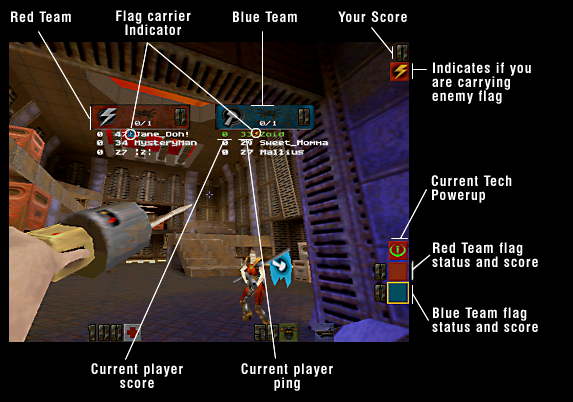 Red Team
Flag carrier
Indicator
Blue Team
Your Score
Indicates if you
are carrying
enemy flag
0/1
0/1
0 Jane_Doh!
0 34 MysteryMan
0 27 :Z:
0 33 Zoid
0 Sweet_Momma
0 27 Mallius
Current Tech
Powerup
Red Team flag
status and score
Blue Team flag
status and score
Current player
score
Current player
ping